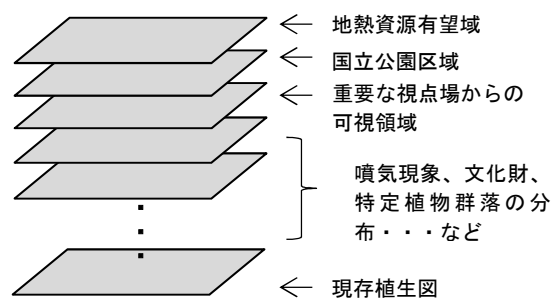 地熱資源有望域
国立公園区域
重要な視点場からの
可視領域
噴気現象、文化財、
特定植物群落の分
布・・・など
現存植生図